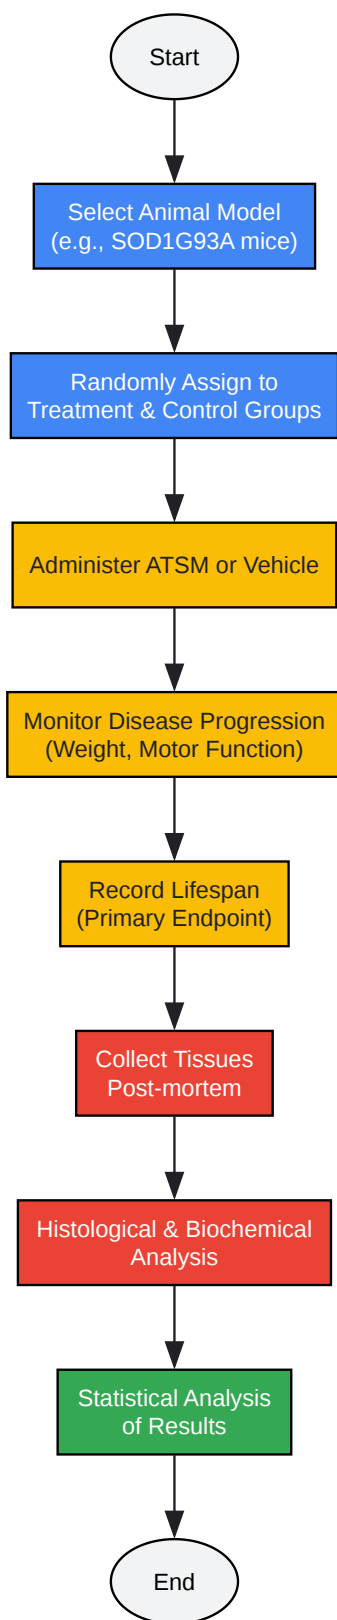 Start
Select Animal Model
(e.g., SOD1G93A mice)
Randomly Assign to
Treatment & Control Groups
Administer ATSM or Vehicle
Monitor Disease Progression
(Weight, Motor Function)
Record Lifespan
(Primary Endpoint)
Collect Tissues
Post-mortem
Histological & Biochemical
Analysis
Statistical Analysis
of Results
End